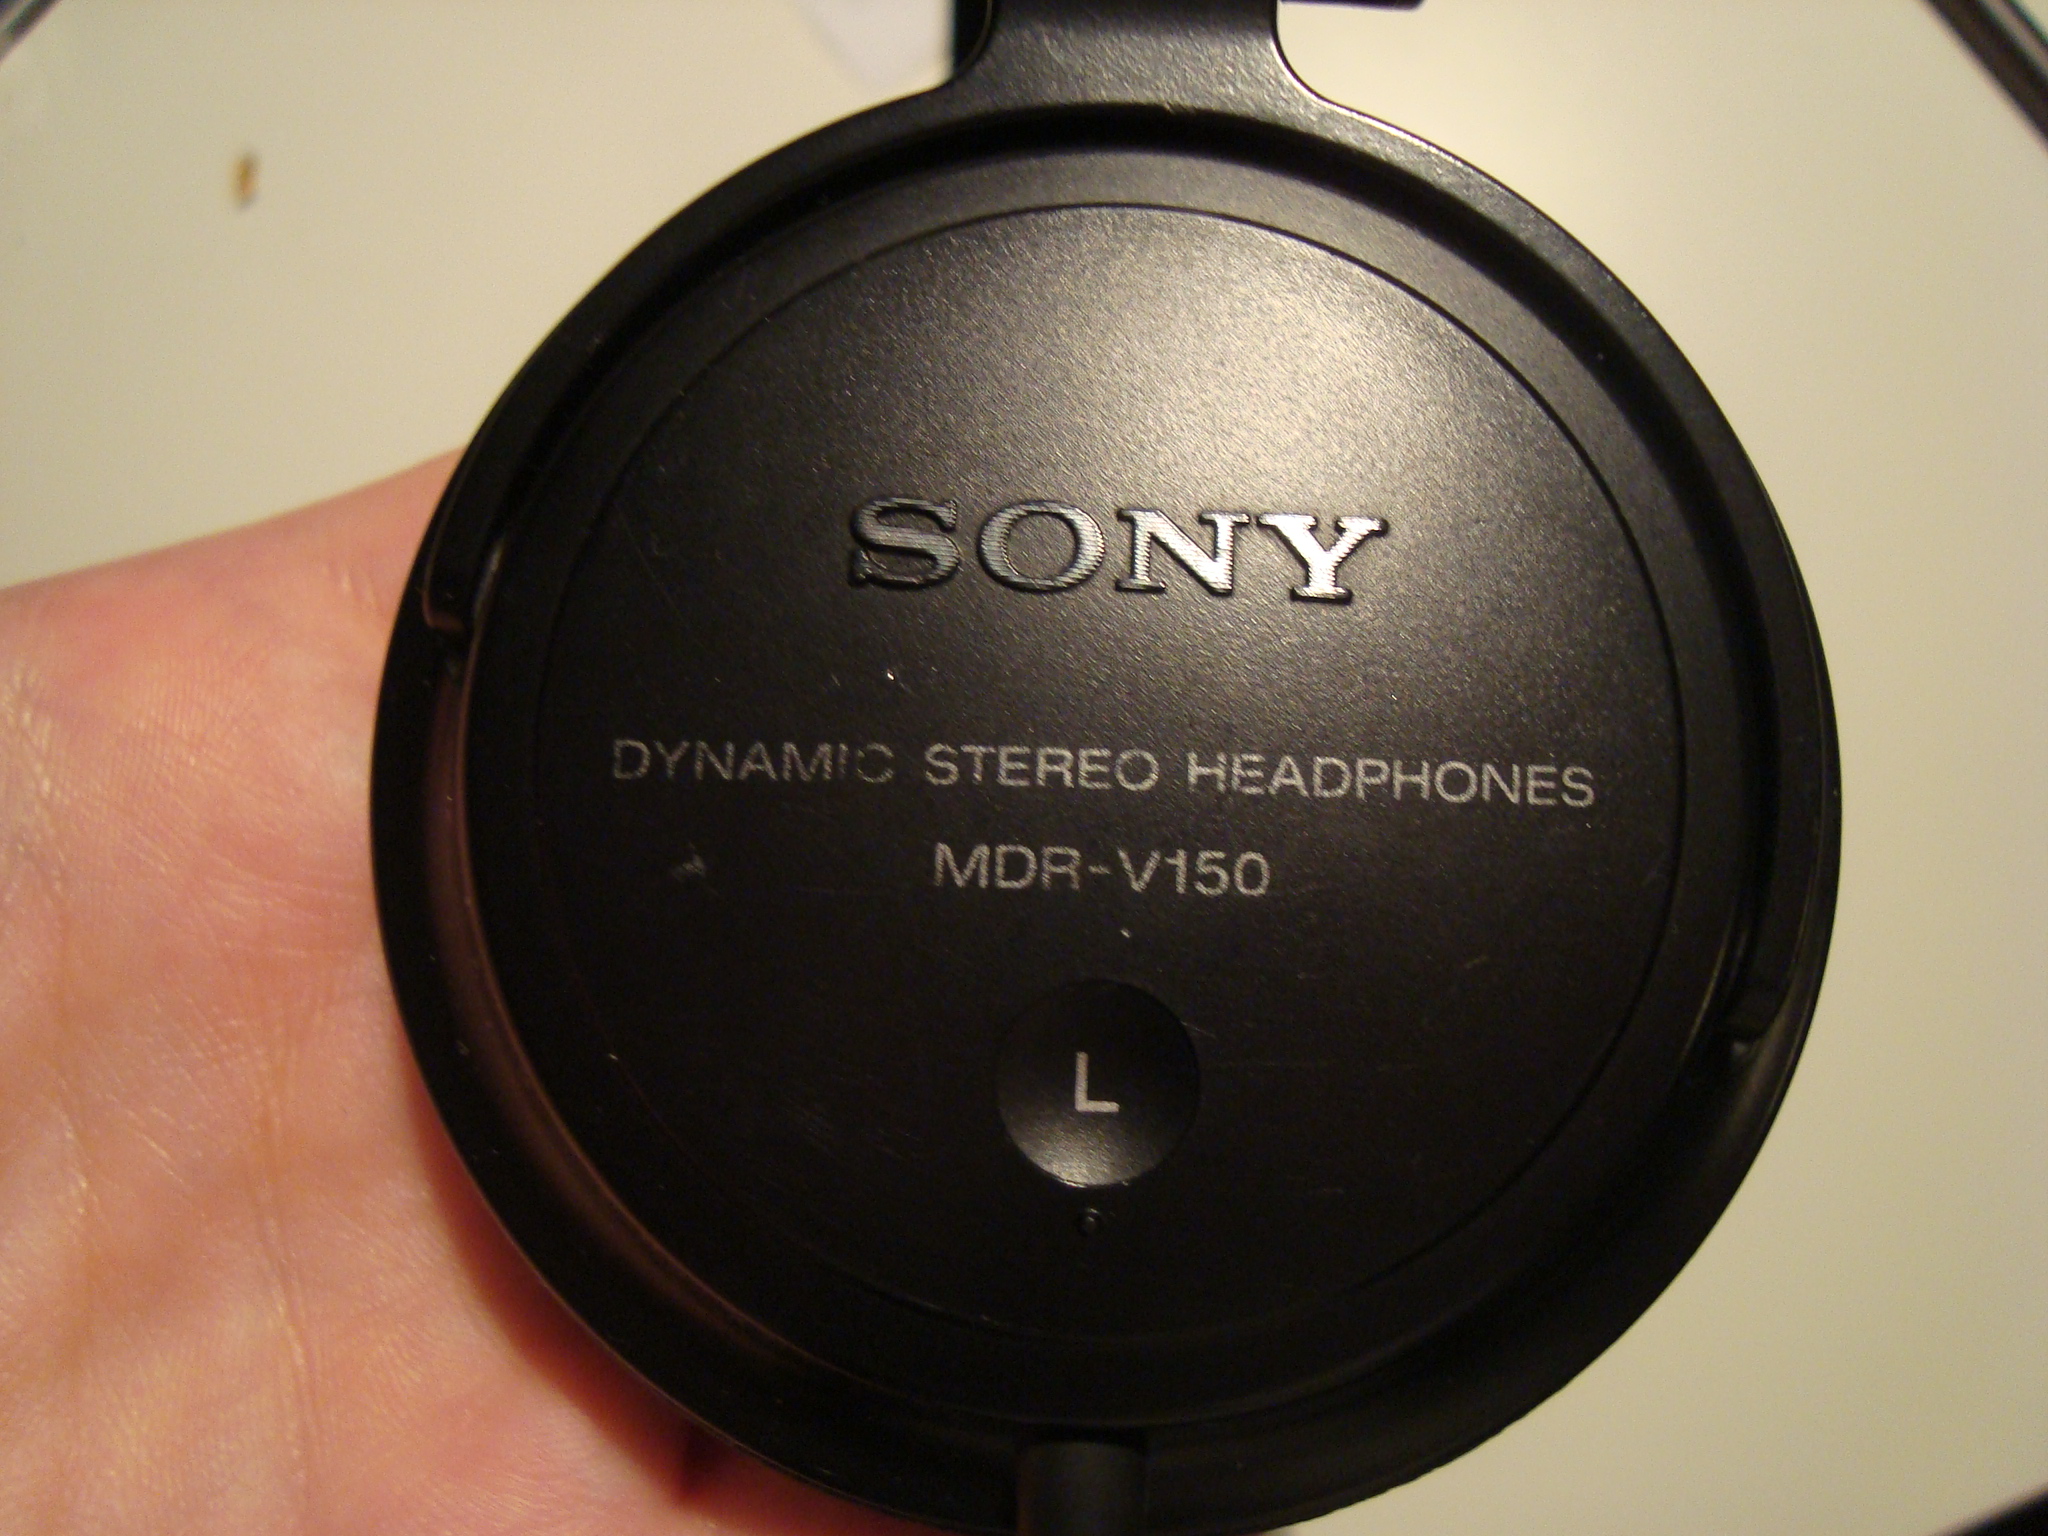 SONY
DYNAMIC STEREO HEADPHONES
MDR-V150
L